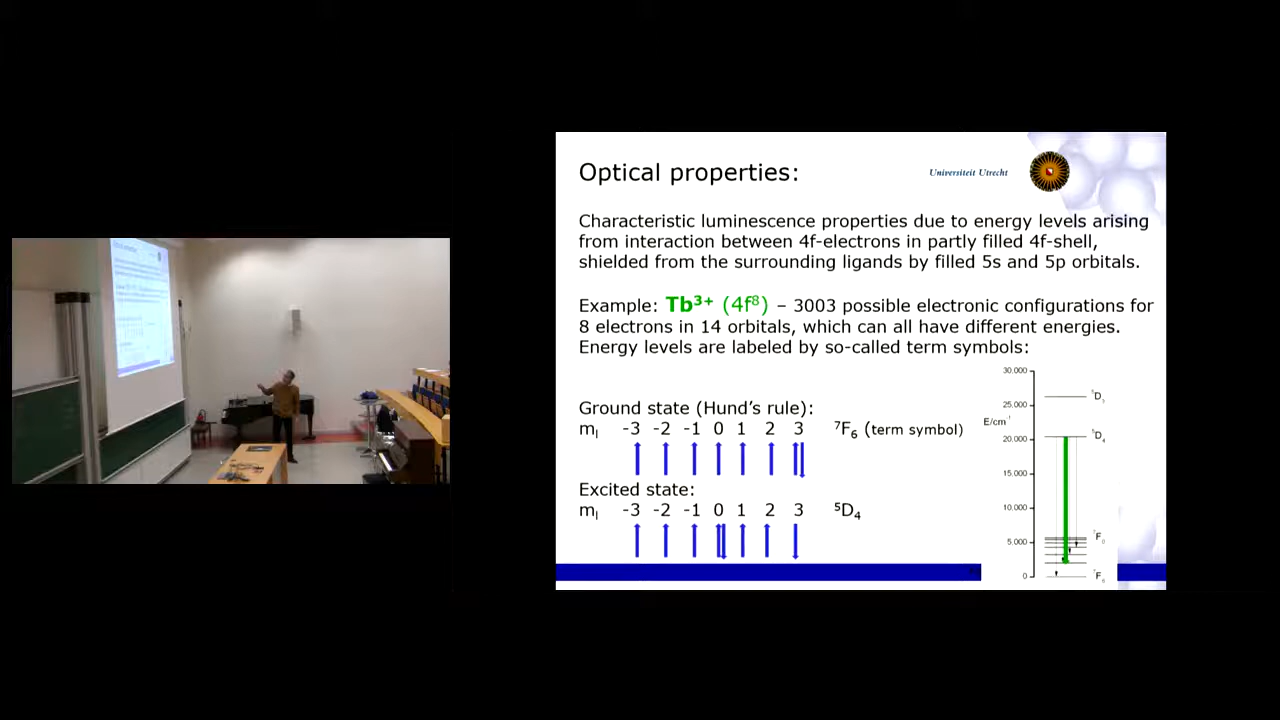 Optical properties:
Universiteit Utrecht
Characteristic luminescence properties due to energy levels arising
from interaction between 4f-electrons in partly filled 4f-shell,
shielded from the surrounding ligands by filled 5s and 5p orbitals.
Example: Tb³⁺ (4f⁸) – 3003 possible electronic configurations for
8 electrons in 14 orbitals, which can all have different energies.
Energy levels are labeled by so-called term symbols:
Ground state (Hund's rule):
mₗ -3 -2 -1 0 1 2 3 ⁷F₆ (term symbol)
Excited state:
mₗ -3 -2 -1 0 1 2 3 ⁵D₄
E/cm⁻¹
30.000
25.000
20.000
15.000
10.000
5.000
0
⁵D₃
⁵D₄
⁷F₀
⁷F₆